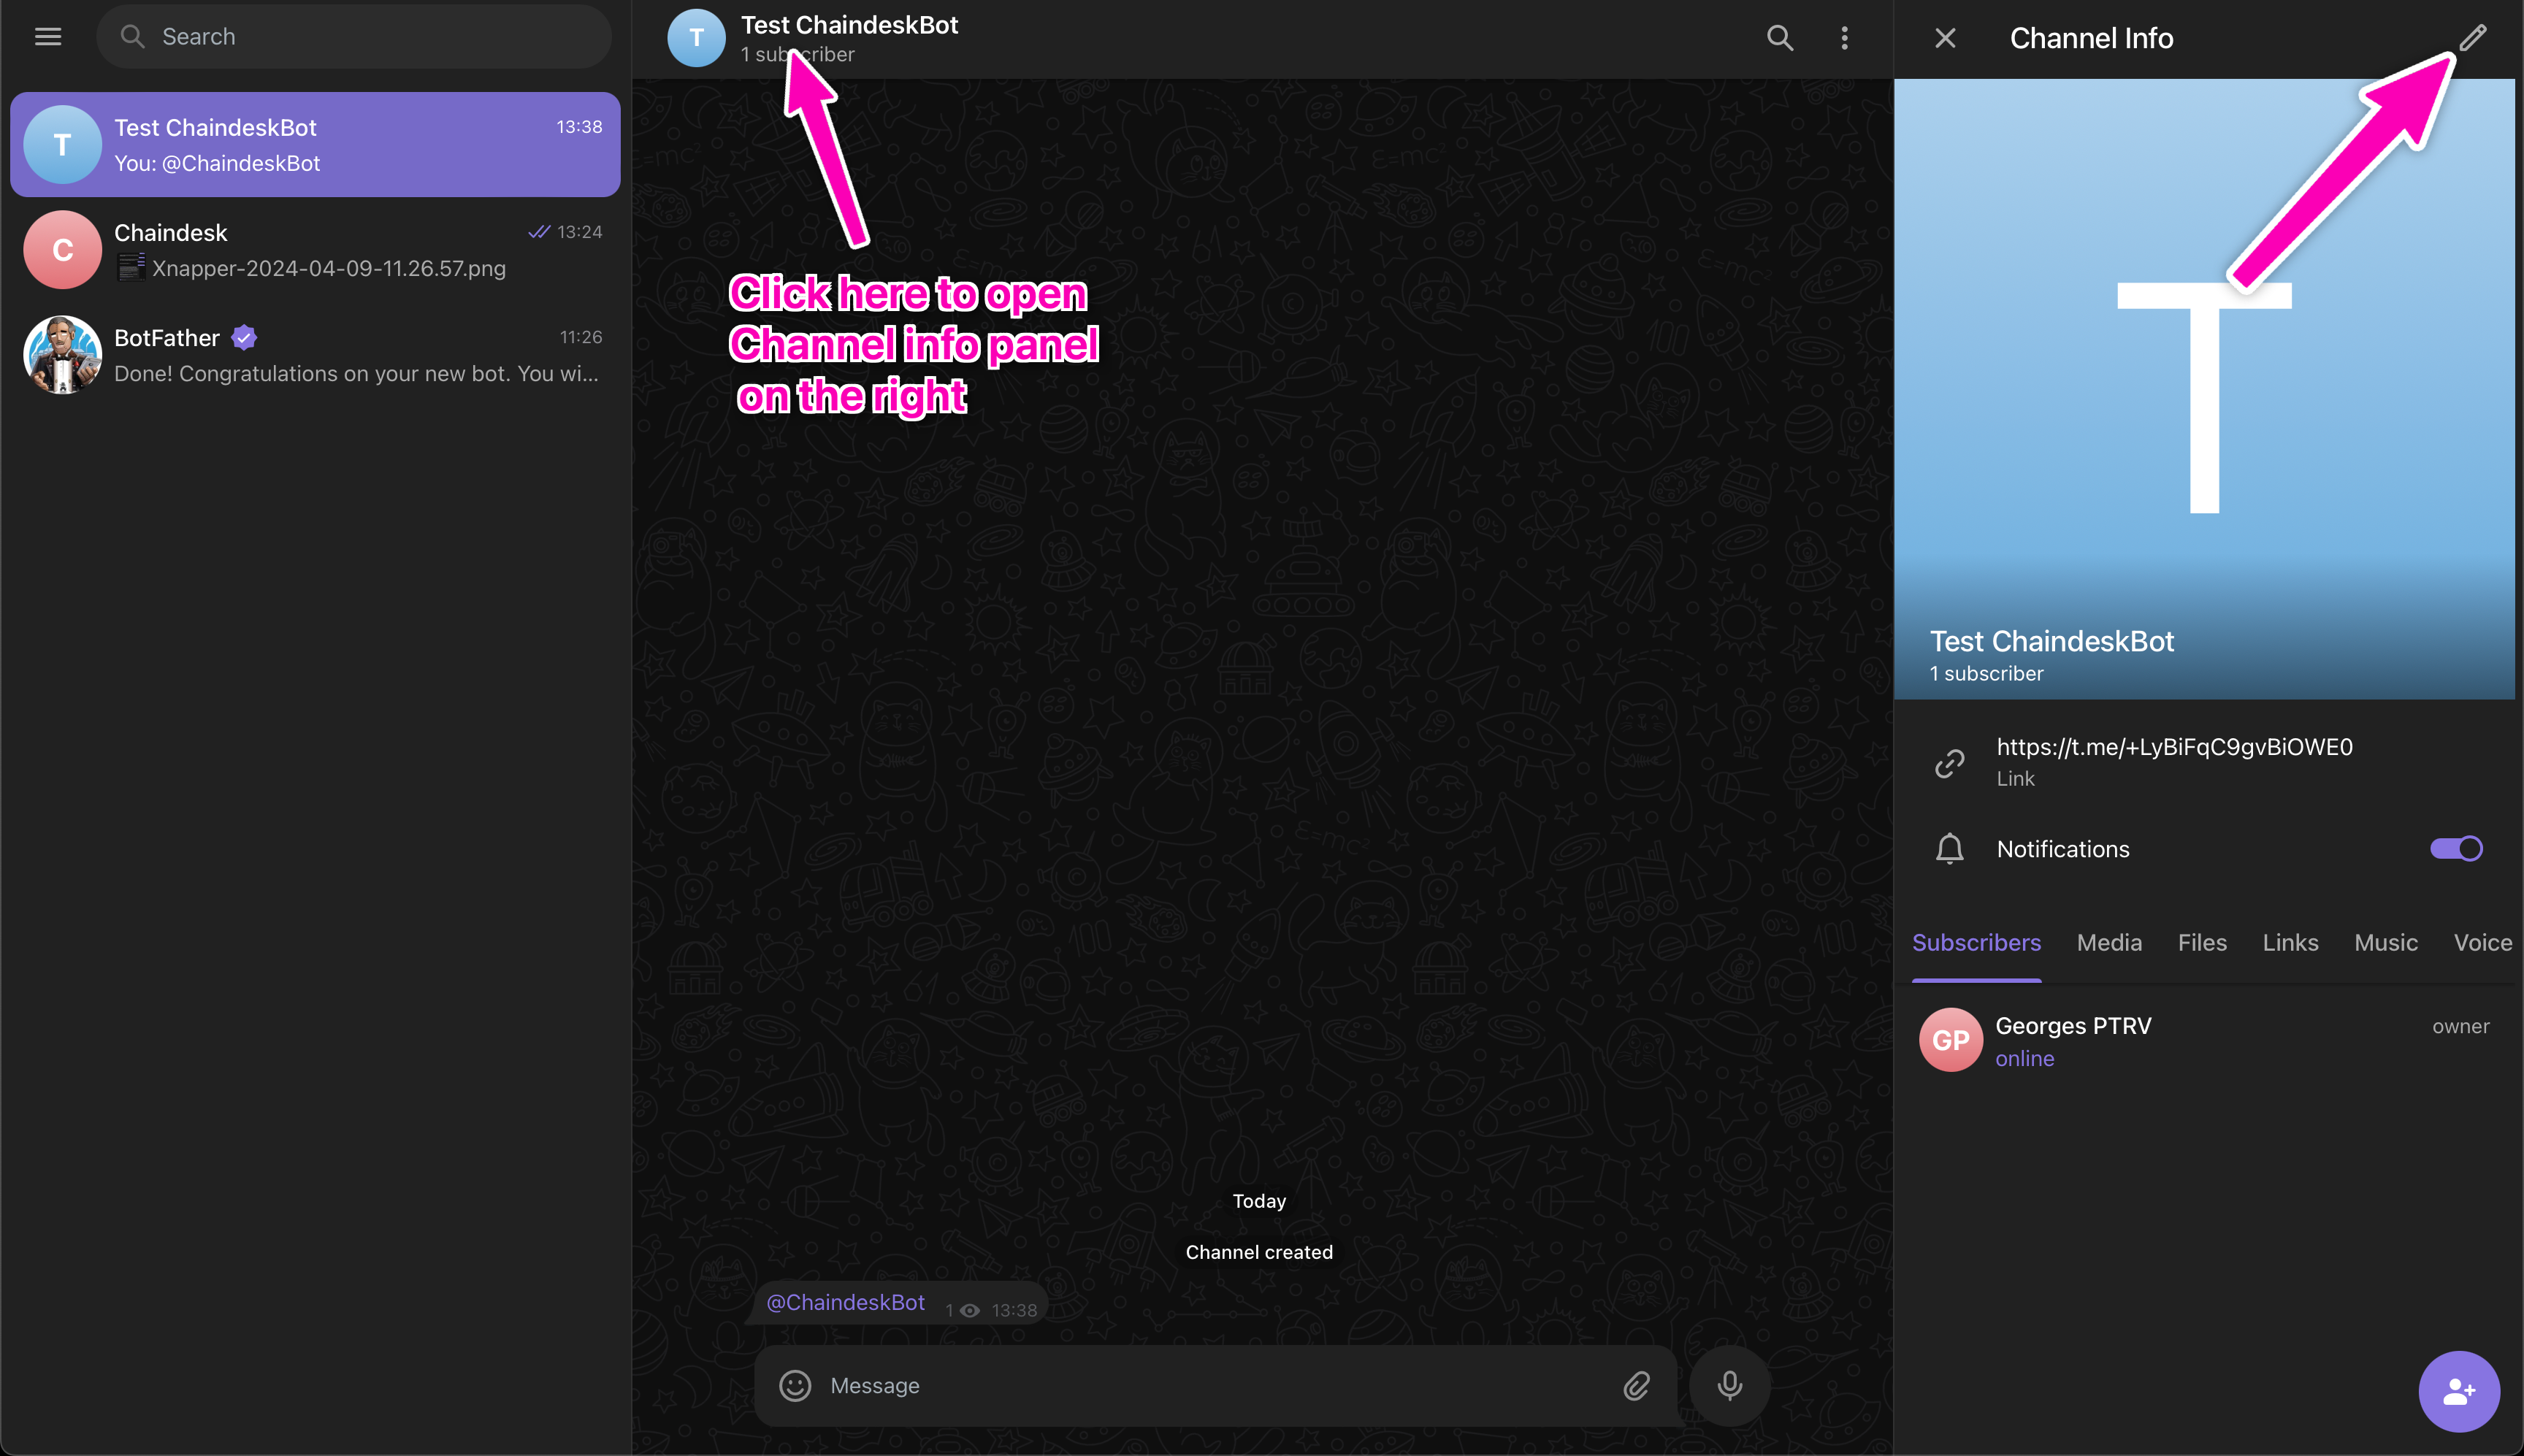 Search
T
Test ChaindeskBot
13:38
You: @ChaindeskBot
C
Chaindesk
13:24
Xnapper-2024-04-09-11.26.57.png
BotFather
11:26
Done! Congratulations on your new bot. You wi...
T
Test ChaindeskBot
1 subscriber
Click here to open
Channel info panel
on the right
Today
Channel created
@ChaindeskBot 1 13:38
Message
Channel Info
T
Test ChaindeskBot
1 subscriber
https://t.me/+LyBiFqC9gvBiOWE0
Link
Notifications
Subscribers Media Files Links Music Voice
GP
Georges PTRV
owner
online